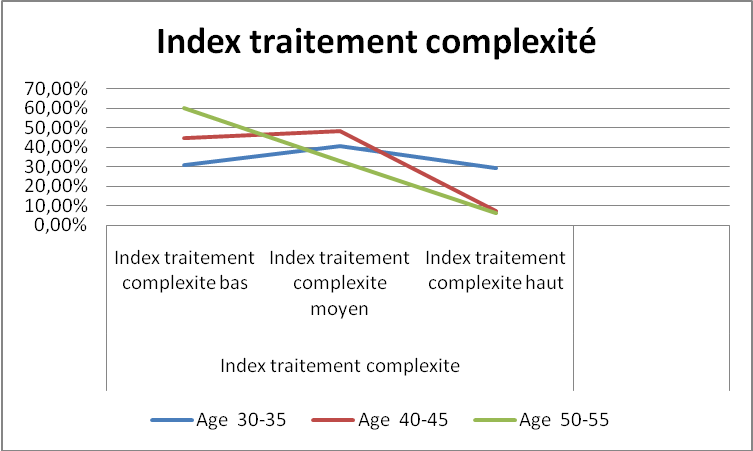 Index traitement complexité
70,00%
60,00%
50,00%
40,00%
30,00%
20,00%
10,00%
0,00%
Index traitement complexite bas
Index traitement complexite moyen
Index traitement complexite haut
Index traitement complexite
Age 30-35
Age 40-45
Age 50-55